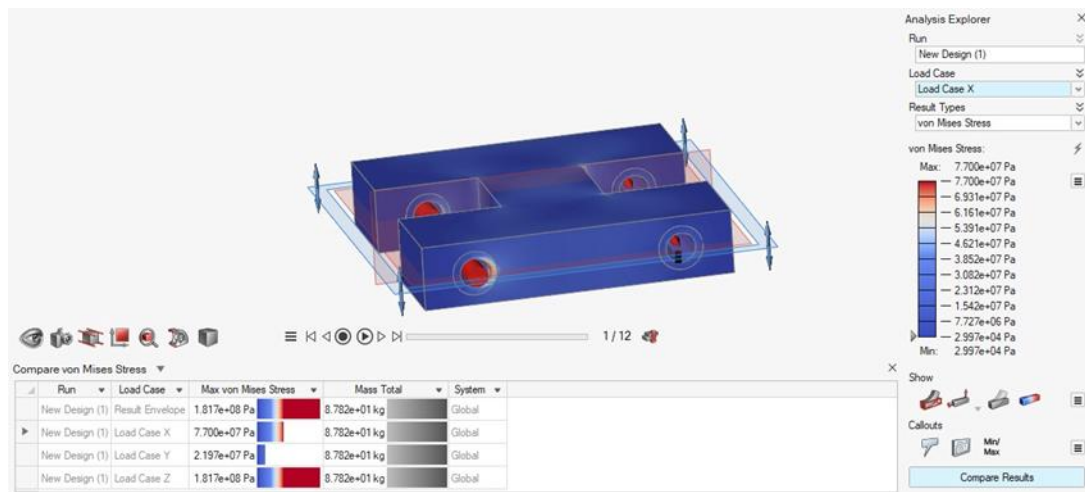 Analysis Explorer
Run
New Design (1)
Load Case
Load Case X
Result Types
von Mises Stress
von Mises Stress:
Max: 7.700e+07 Pa
7.700e+07 Pa
6.931e+07 Pa
6.161e+07 Pa
5.391e+07 Pa
4.621e+07 Pa
3.852e+07 Pa
3.082e+07 Pa
2.312e+07 Pa
1.542e+07 Pa
7.727e+06 Pa
2.997e+04 Pa
Min: 2.997e+04 Pa
Show
Callouts
Min/
Max
Compare Results
1 / 12
Compare von Mises Stress
Run Load Case Max von Mises Stress Mass Total System
New Design (1) Result Envelope 1.817e+08 Pa 8.782e+01 kg Global
New Design (1) Load Case X 7.700e+07 Pa 8.782e+01 kg Global
New Design (1) Load Case Y 2.197e+07 Pa 8.782e+01 kg Global
New Design (1) Load Case Z 1.817e+08 Pa 8.782e+01 kg Global